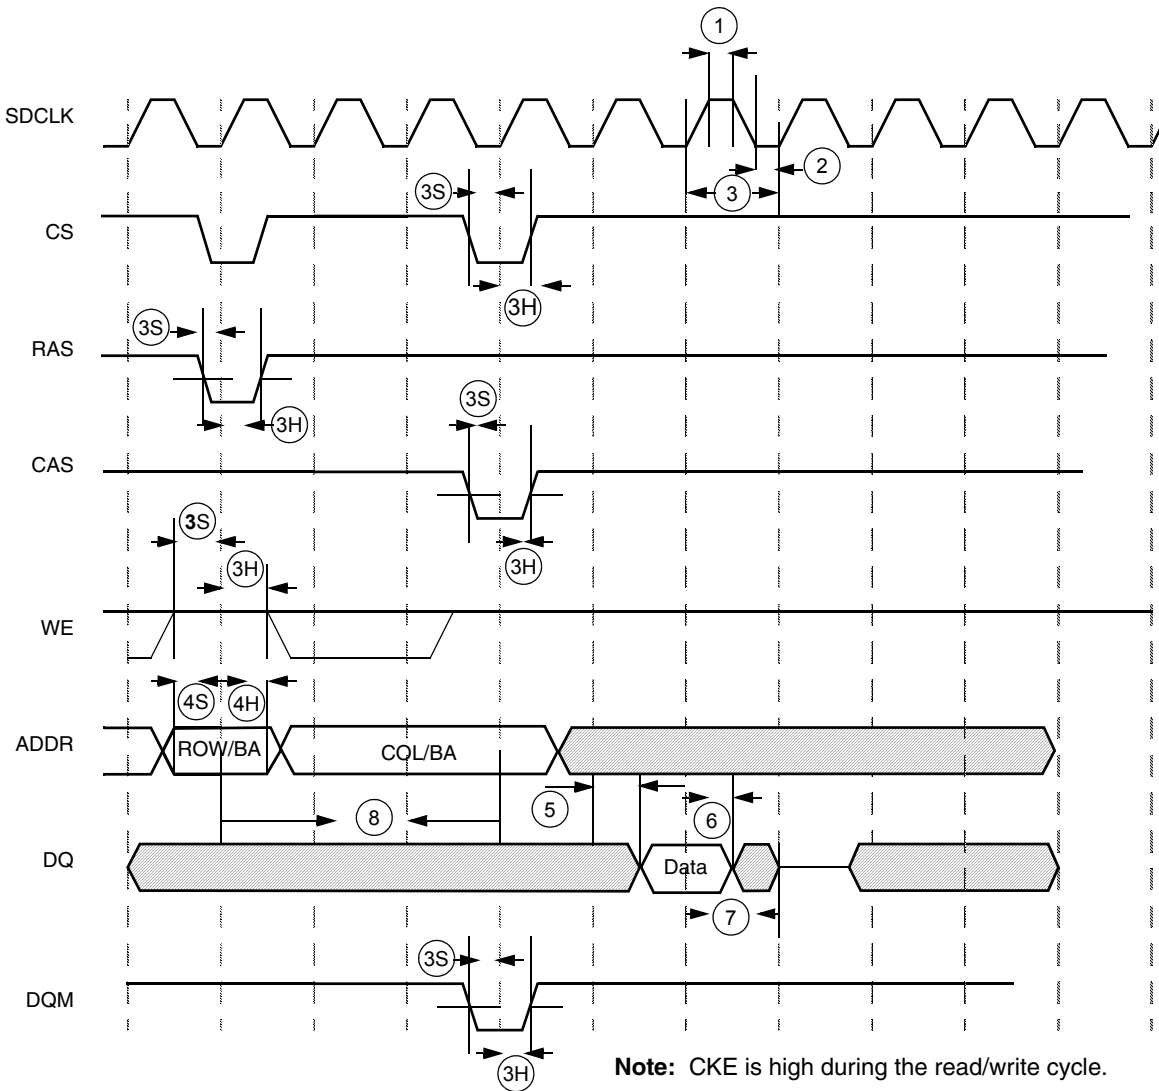 1
SDCLK
2
3S
3
CS
3H
3S
RAS
3S
3H
CAS
3S
3H
3H
WE
4S 4H
ADDR
ROW/BA COL/BA
5 6
8
DQ
Data
7
3S
DQM
3H
Note: CKE is high during the read/write cycle.